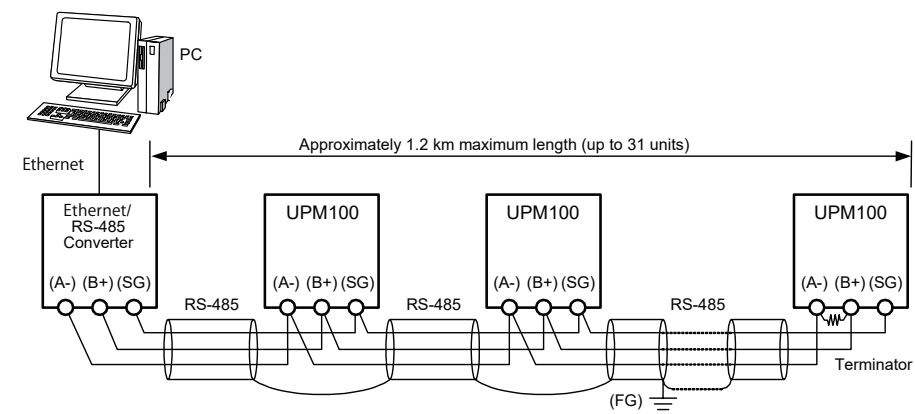 PC
Ethernet
Approximately 1.2 km maximum length (up to 31 units)
Ethernet/
RS-485
Converter
(A-) (B+) (SG)
UPM100
(A-) (B+) (SG)
UPM100
(A-) (B+) (SG)
UPM100
(A-) (B+) (SG)
RS-485
RS-485
RS-485
Terminator
(FG)